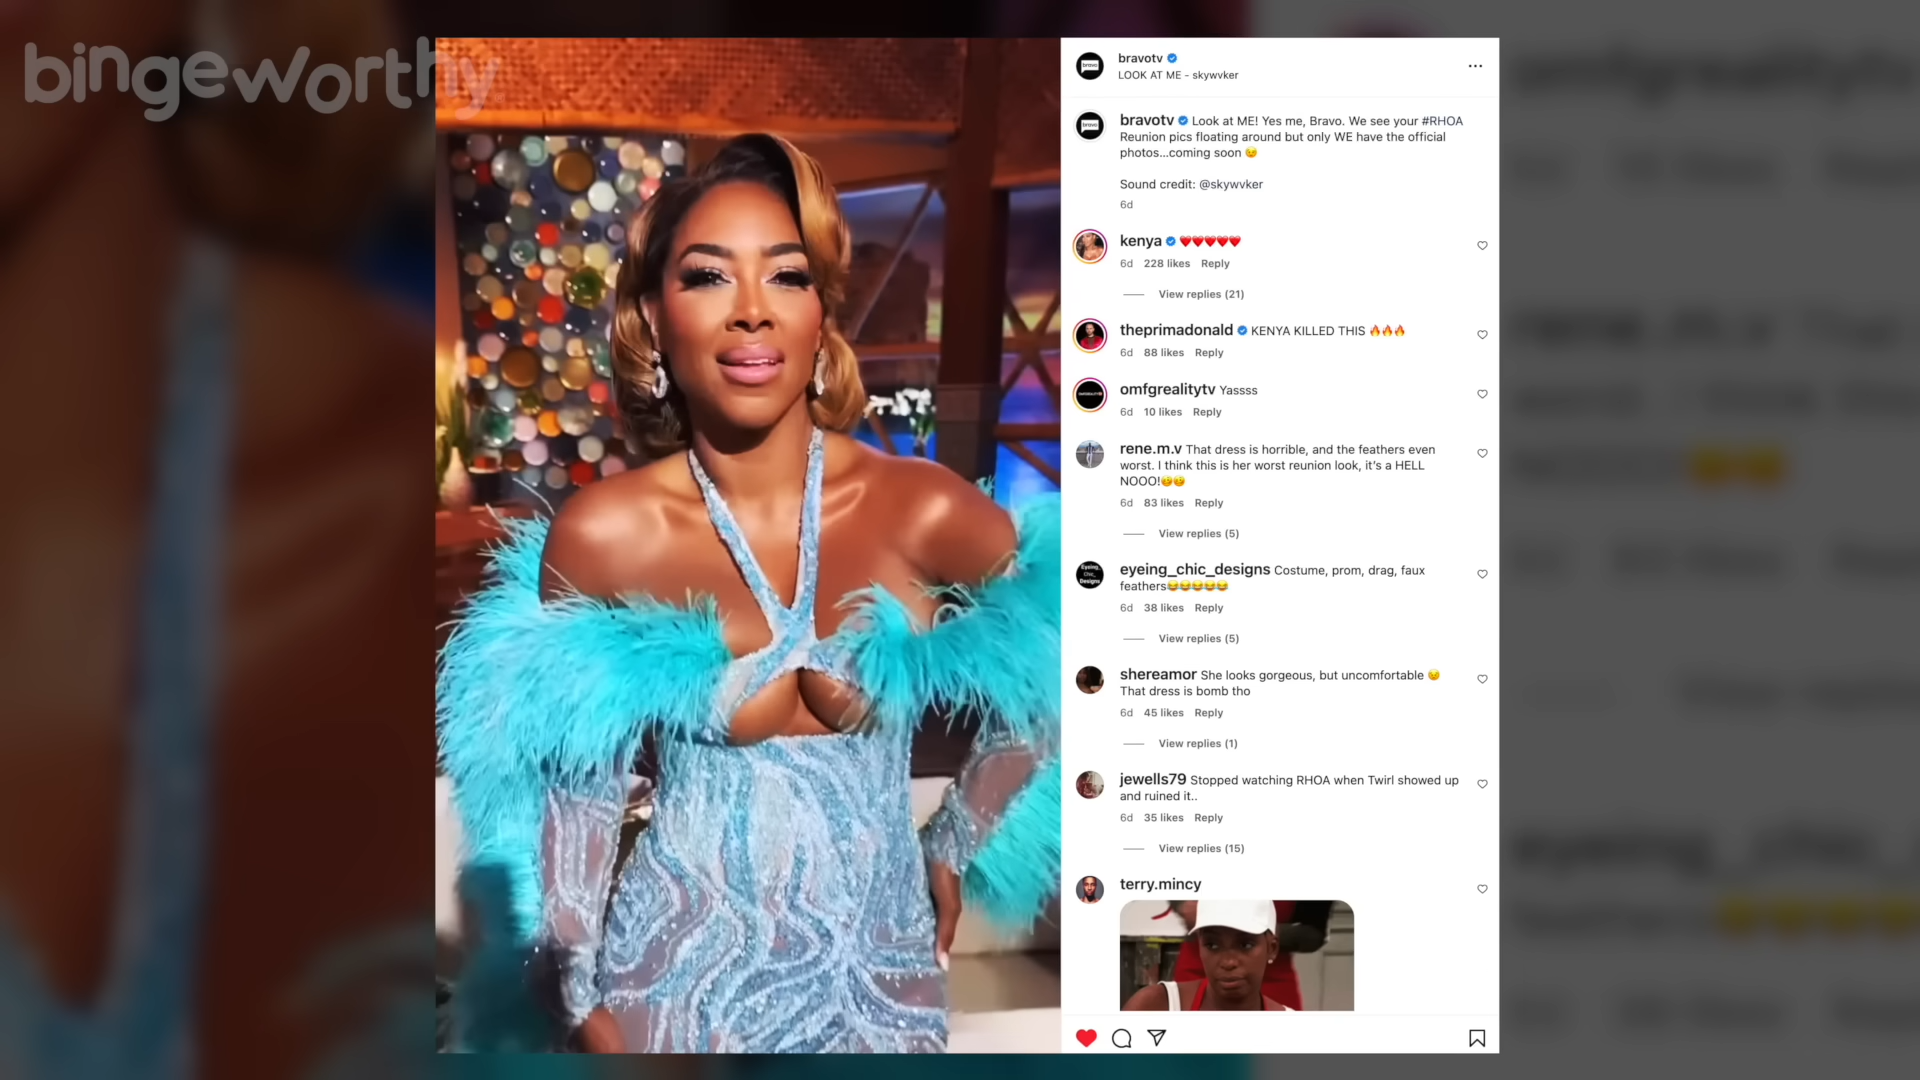 bingeworthy
bravotv
LOOK AT ME - skywvker
bravotv Look at ME! Yes me, Bravo. We see your #RHOA
Reunion pics floating around but only WE have the official
photos...coming soon 😉
Sound credit: @skywvker
6d
kenya ❤️❤️❤️❤️❤️
6d 228 likes Reply
View replies (21)
theprimadonald KENYA KILLED THIS 🔥🔥🔥
6d 88 likes Reply
omfgrealitytv Yassss
6d 10 likes Reply
rene.m.v That dress is horrible, and the feathers even
worst. I think this is her worst reunion look, it's a HELL
NOOO!
6d 83 likes Reply
View replies (5)
eyeing_chic_designs Costume, prom, drag, faux
feathers😂😂😂😂😂
6d 38 likes Reply
View replies (5)
shereamor She looks gorgeous, but uncomfortable 😉
That dress is bomb tho
6d 45 likes Reply
View replies (1)
jewells79 Stopped watching RHOA when Twirl showed up
and ruined it..
6d 35 likes Reply
View replies (15)
terry.mincy